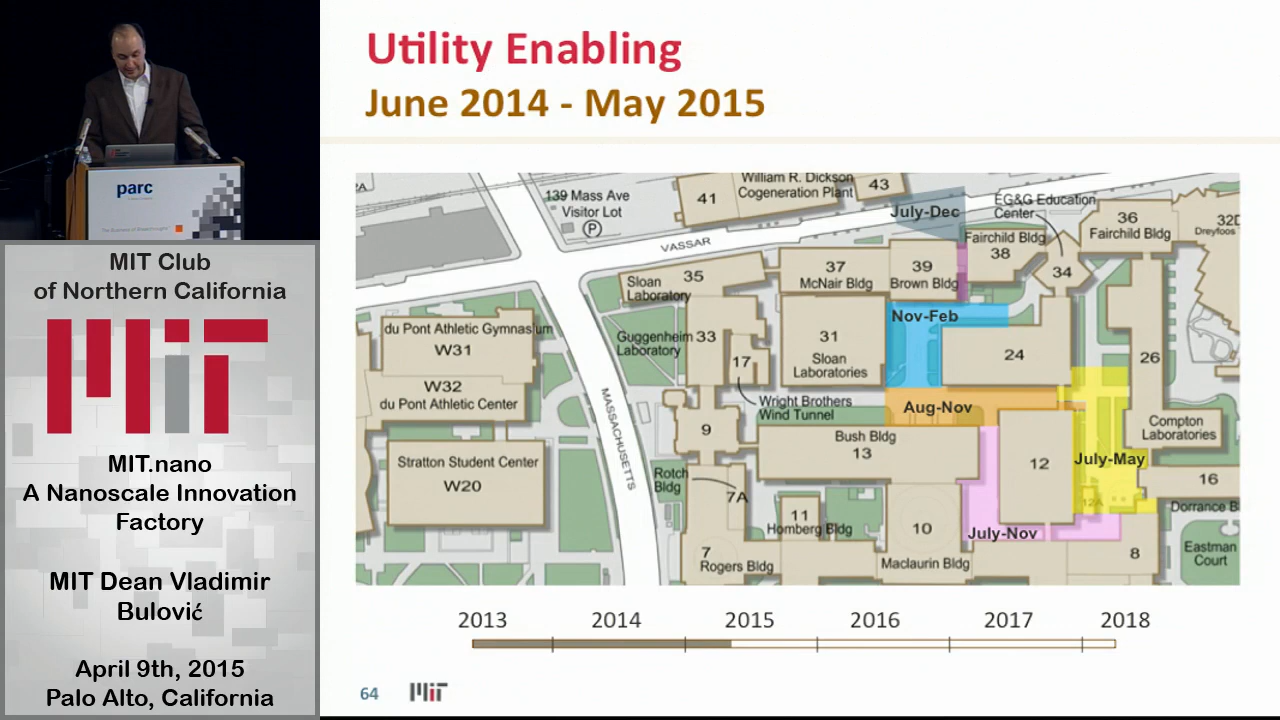 parc
MIT Club
of Northern California
MIT.nano
A Nanoscale Innovation
Factory
MIT Dean Vladimir
Bulović
April 9th, 2015
Palo Alto, California
Utility Enabling
June 2014 - May 2015
139 Mass Ave
Visitor Lot
P
41
William R. Dickson
Cogeneration Plant
43
July-Dec
EG&G Education
Center
36
Fairchild Bldg
32D
Dreyfoos
VASSAR
Fairchild Bldg
38
34
35
Sloan
Laboratory
37
McNair Bldg
39
Brown Bldg
Nov-Feb
du Pont Athletic Gymnasium
W31
Guggenheim
Laboratory
33
17
31
Sloan
Laboratories
24
26
W32
du Pont Athletic Center
MASSACHUSETTS
Wright Brothers
Wind Tunnel
Aug-Nov
9
Bush Bldg
13
12
Compton
Laboratories
July-May
Stratton Student Center
W20
Rotch
Bldg
7A
11
Homberg Bldg
10
Maclaurin Bldg
July-Nov
12A
16
Dorrance B
7
Rogers Bldg
8
Eastman
Court
2013
2014
2015
2016
2017
2018
64
MIT